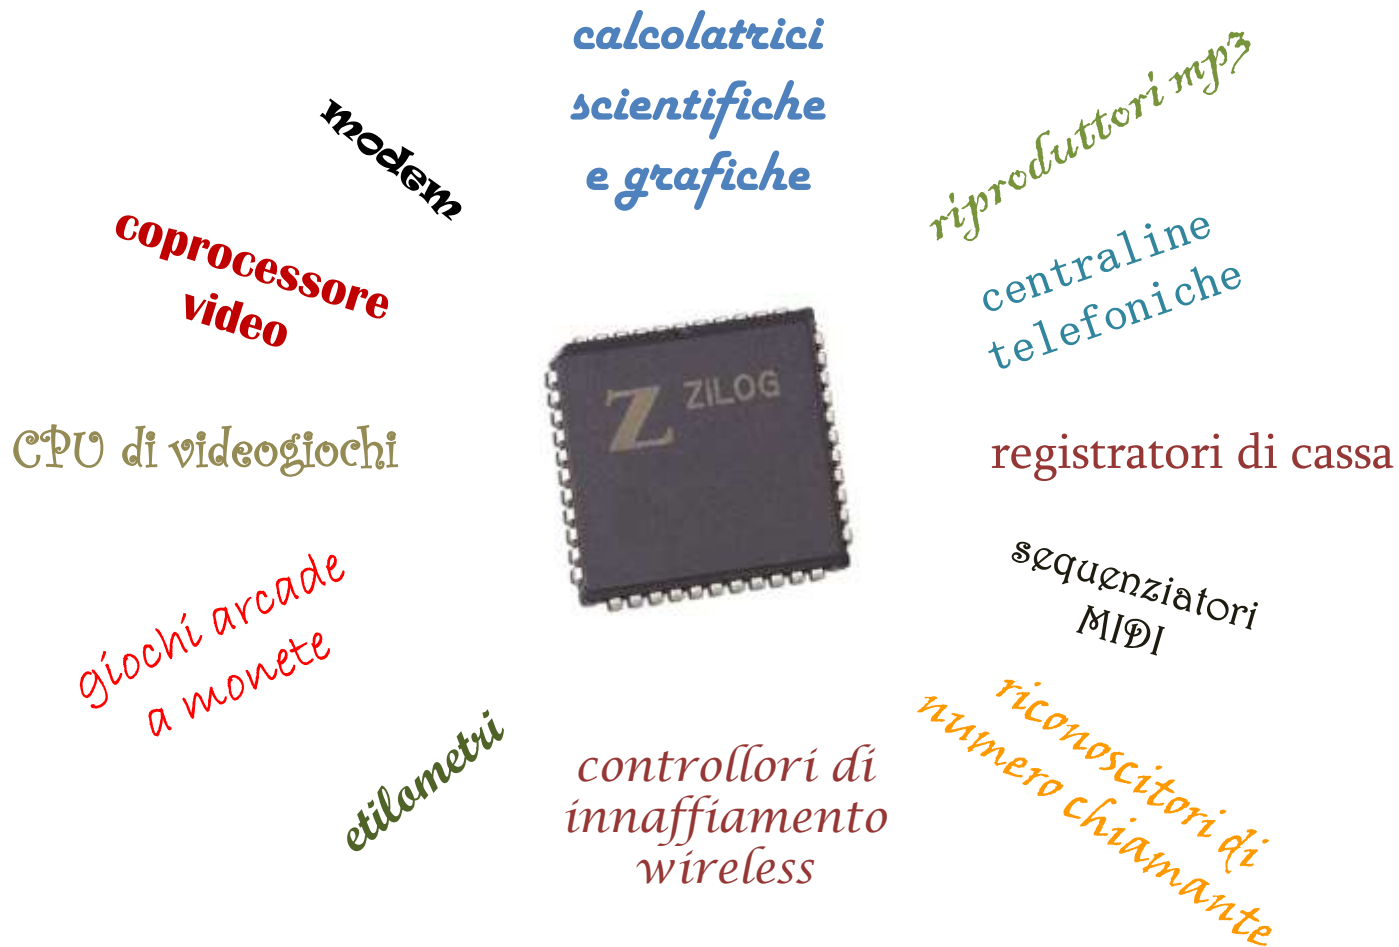 calcolatrici
scientifiche
e grafiche
modem
riproduttori mp3
coprocessore
video
centraline
telefoniche
Z ZILOG
CPU di videogiochi
registratori di cassa
giochi arcade
a monete
sequenziatori
MIDI
etilometri
controllori di
innaffiamento
wireless
riconoscitori di
numero chiamante